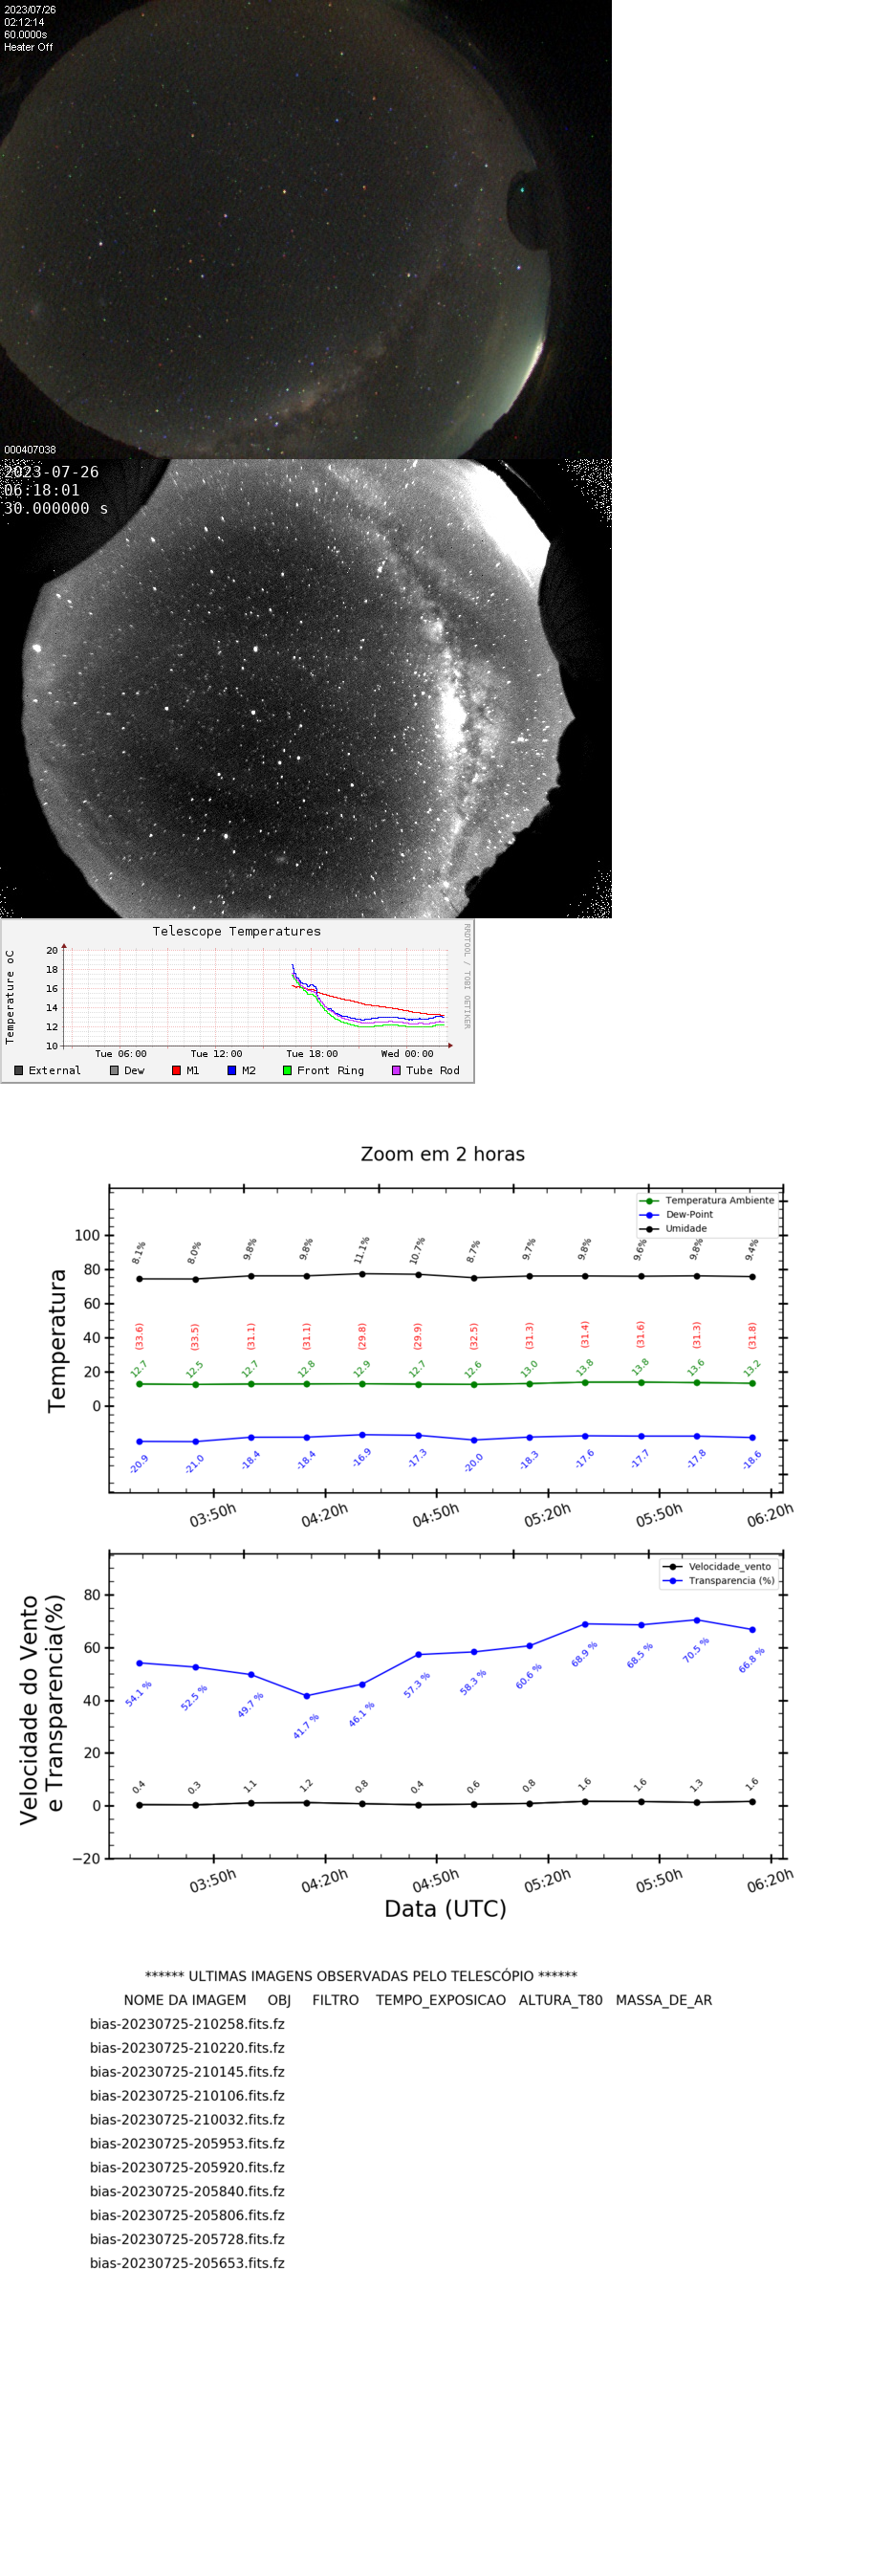 2023/07/26
02:12:14
60.0000s
Heater Off
000407038
2023-07-26
06:18:01
30.000000 s
Telescope Temperatures
RRDTOOL / TOBI OETIKER
Temperature oC
20
18
16
14
12
10
Tue 06:00 Tue 12:00 Tue 18:00 Wed 00:00
External Dew M1 M2 Front Ring Tube Rod
Zoom em 2 horas
Temperatura Ambiente
Dew-Point
Umidade
Temperatura
100
80
60
40
20
0
8.1% 8.0% 9.8% 9.8% 11.1% 10.7% 8.7% 9.7% 9.8% 9.6% 9.8% 9.4%
(33.6) (33.5) (31.1) (31.1) (29.8) (29.9) (32.5) (31.3) (31.4) (31.6) (31.3) (31.8)
12.7 12.5 12.7 12.8 12.9 12.7 12.6 13.0 13.8 13.8 13.6 13.2
-20.9 -21.0 -18.4 -18.4 -16.9 -17.3 -20.0 -18.3 -17.6 -17.7 -17.8 -18.6
03:50h 04:20h 04:50h 05:20h 05:50h 06:20h
Velocidade_vento
Transparencia (%)
Velocidade do Vento
e Transparencia(%)
80
60
40
20
0
−20
54.1 % 52.5 % 49.7 % 41.7 % 46.1 % 57.3 % 58.3 % 60.6 % 68.9 % 68.5 % 70.5 % 66.8 %
0.4 0.3 1.1 1.2 0.8 0.4 0.6 0.8 1.6 1.6 1.3 1.6
03:50h 04:20h 04:50h 05:20h 05:50h 06:20h
Data (UTC)
****** ULTIMAS IMAGENS OBSERVADAS PELO TELESCÓPIO ******
NOME DA IMAGEM OBJ FILTRO TEMPO_EXPOSICAO ALTURA_T80 MASSA_DE_AR
bias-20230725-210258.fits.fz
bias-20230725-210220.fits.fz
bias-20230725-210145.fits.fz
bias-20230725-210106.fits.fz
bias-20230725-210032.fits.fz
bias-20230725-205953.fits.fz
bias-20230725-205920.fits.fz
bias-20230725-205840.fits.fz
bias-20230725-205806.fits.fz
bias-20230725-205728.fits.fz
bias-20230725-205653.fits.fz